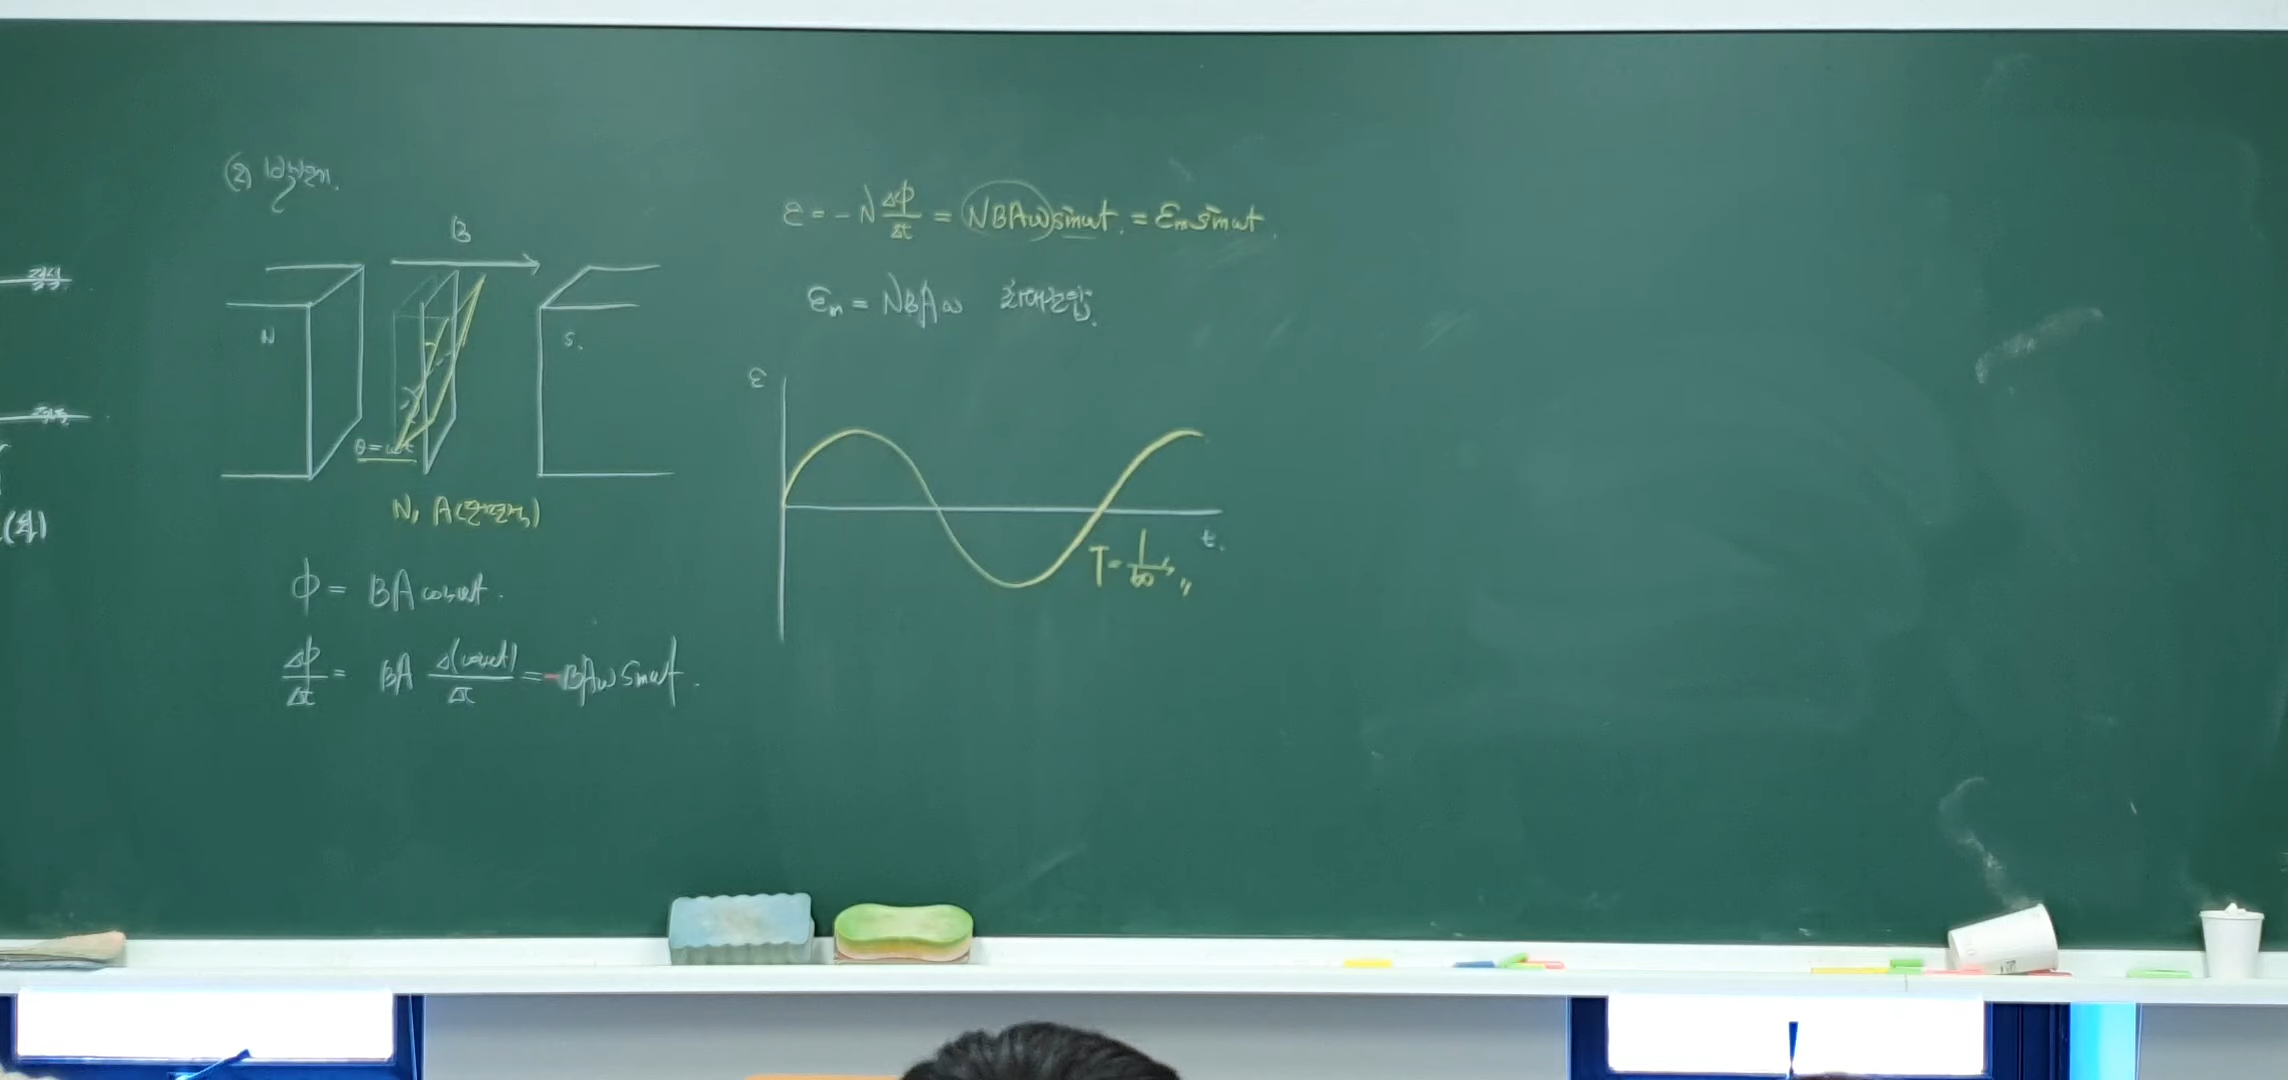 (2) 발전기.
B
N
S.
θ = ωt
N, A(단면적)
ϕ = BA cosωt.
Δϕ/Δt = BA Δ(cosωt)/Δt = -BAω sinωt.
ε = -N Δϕ/Δt = NBAω sinωt. = εm sinωt.
εm = NBAω 최대전압.
ε
t.
T = 1/60 s